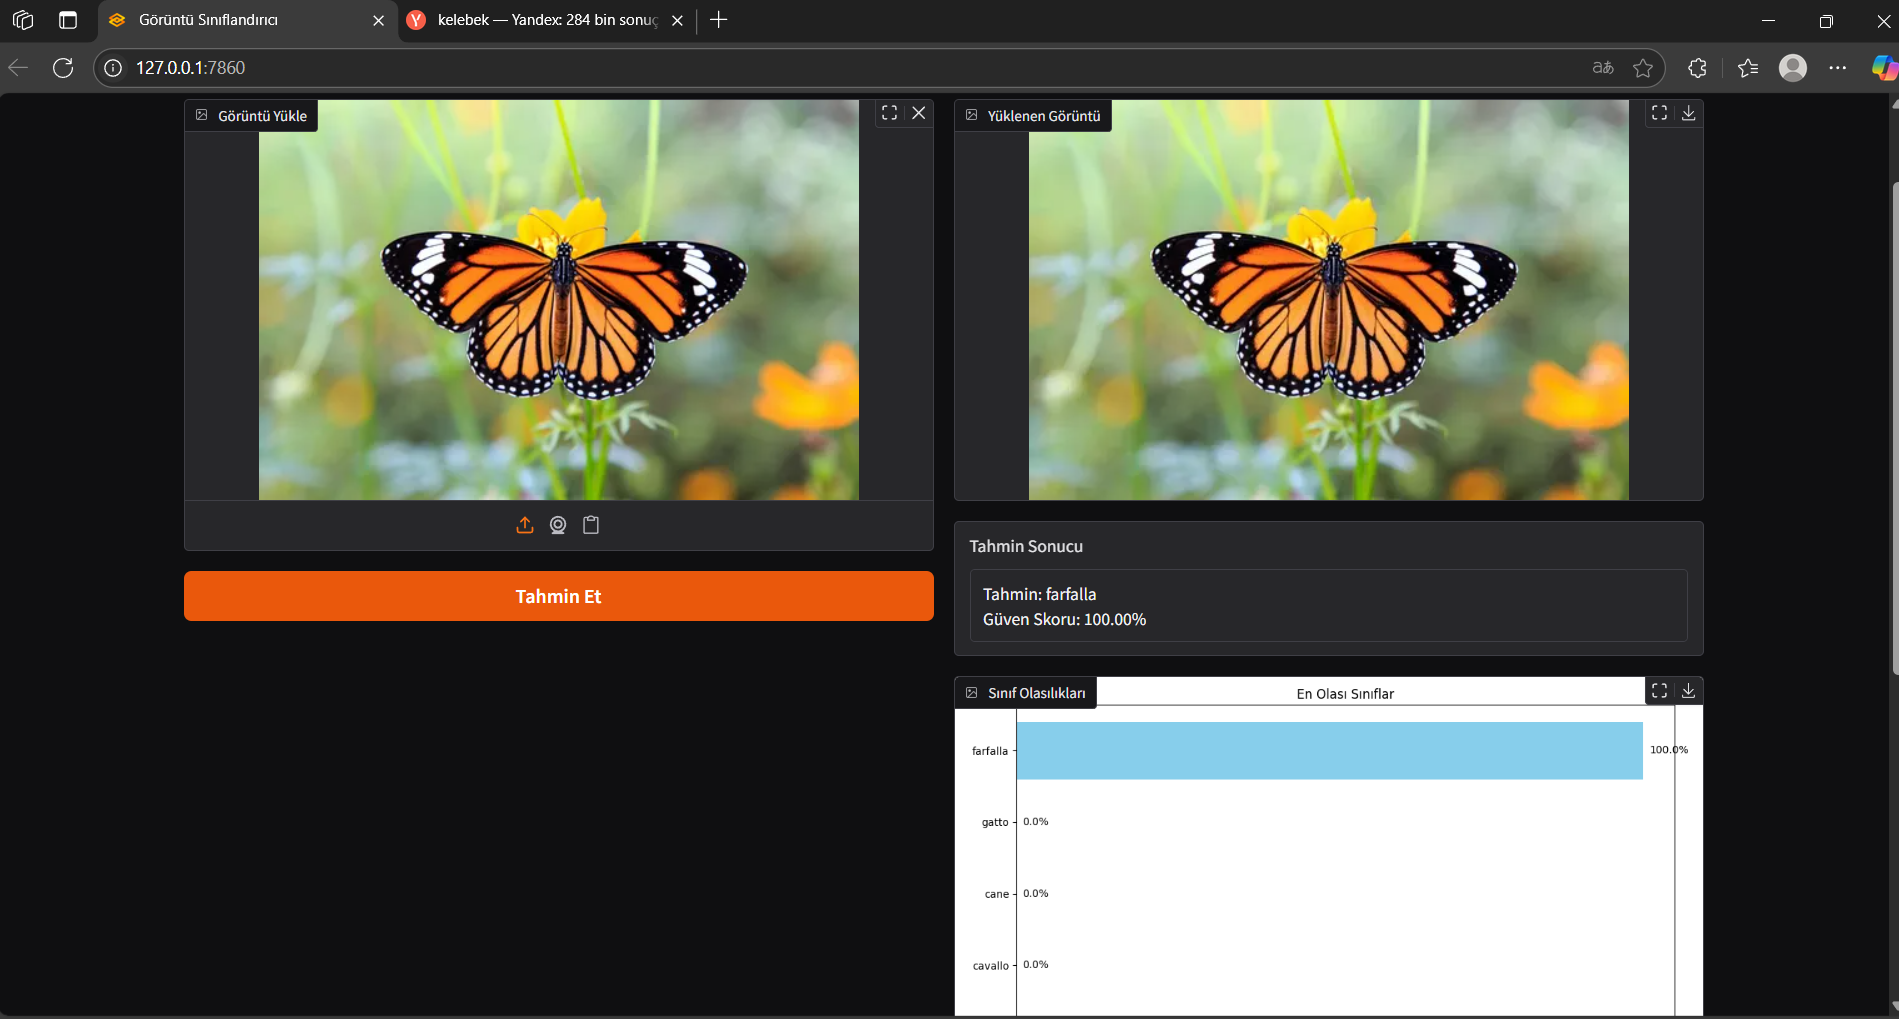 Görüntü Sınıflandırıcı
kelebek — Yandex: 284 bin sonuç
127.0.0.1:7860
Görüntü Yükle
Yüklenen Görüntü
Tahmin Et
Tahmin Sonucu
Tahmin: farfalla
Güven Skoru: 100.00%
Sınıf Olasılıkları
En Olası Sınıflar
farfalla 100.0%
gatto 0.0%
cane 0.0%
cavallo 0.0%